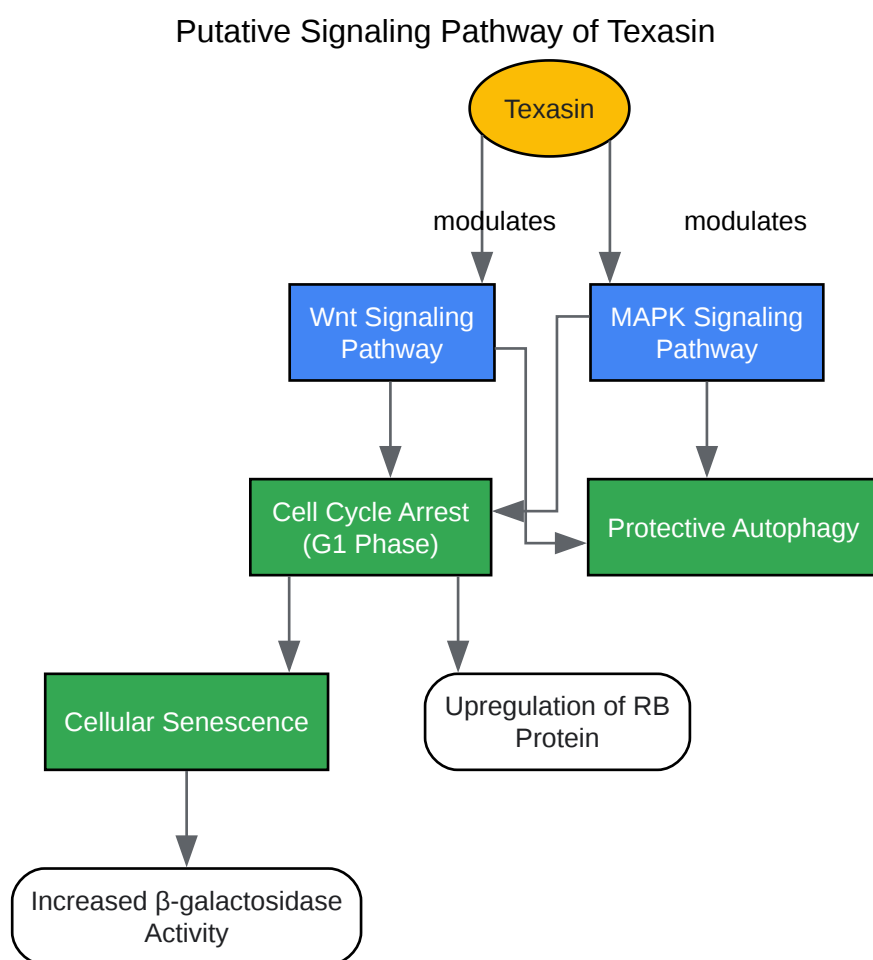 Putative Signaling Pathway of Texasin
Texasin
modulates
modulates
Wnt Signaling
Pathway
MAPK Signaling
Pathway
Cell Cycle Arrest
(G1 Phase)
Protective Autophagy
Cellular Senescence
Upregulation of RB
Protein
Increased β-galactosidase
Activity